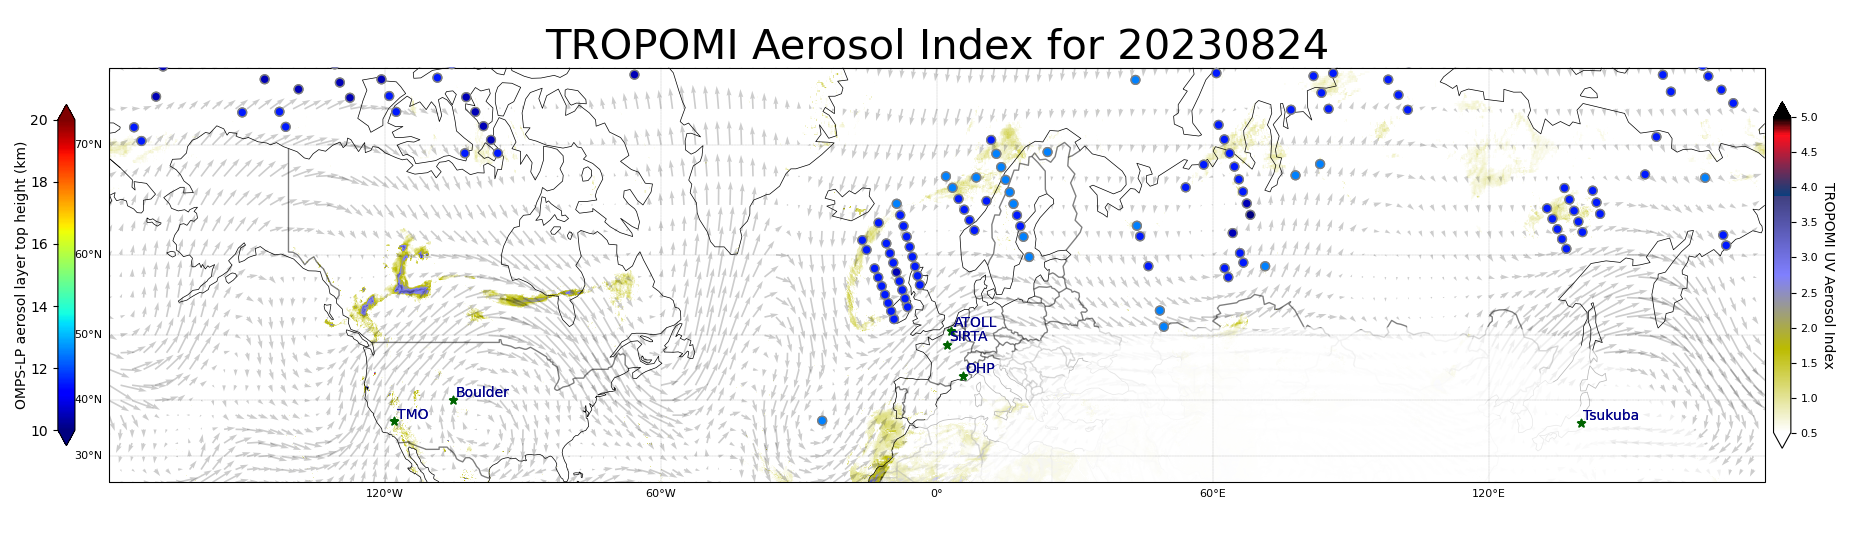 TROPOMI Aerosol Index for 20230824
OMPS-LP aerosol layer top height (km)
20
18
16
14
12
10
70°N
60°N
50°N
40°N
30°N
120°W
60°W
0°
60°E
120°E
ATOLL
SIRTA
OHP
Boulder
TMO
Tsukuba
5.0
4.5
4.0
3.5
3.0
2.5
2.0
1.5
1.0
0.5
TROPOMI UV Aerosol Index